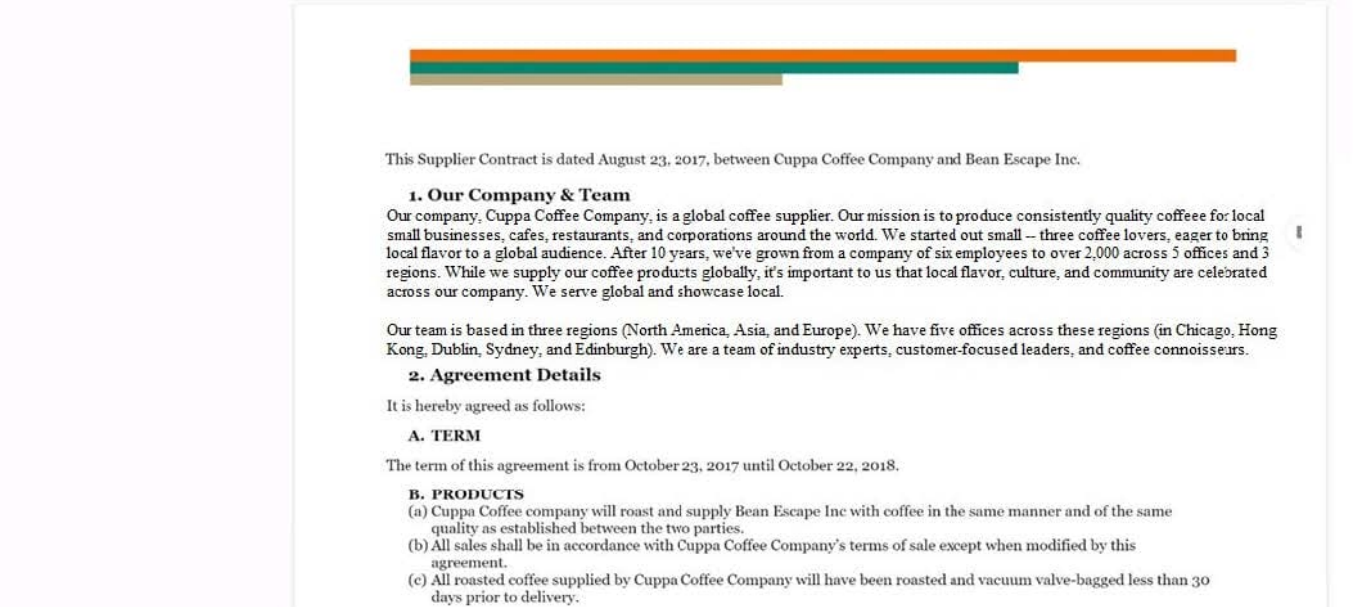 This Supplier Contract is dated August 23, 2017, between Cuppa Coffee Company and Bean Escape Inc.
1. Our Company & Team
Our company, Cuppa Coffee Company, is a global coffee supplier. Our mission is to produce consistently quality coffeee for local
small businesses, cafes, restaurants, and corporations around the world. We started out small – three coffee lovers, eager to bring
local flavor to a global audience. After 10 years, we've grown from a company of six employees to over 2,000 across 5 offices and 3
regions. While we supply our coffee products globally, it's important to us that local flavor, culture, and community are celebrated
across our company. We serve global and showcase local.
Our team is based in three regions (North America, Asia, and Europe). We have five offices across these regions (in Chicago, Hong
Kong, Dublin, Sydney, and Edinburgh). We are a team of industry experts, customer-focused leaders, and coffee connoisseurs.
2. Agreement Details
It is hereby agreed as follows:
A. TERM
The term of this agreement is from October 23, 2017 until October 22, 2018.
B. PRODUCTS
(a) Cuppa Coffee company will roast and supply Bean Escape Inc with coffee in the same manner and of the same
quality as established between the two parties.
(b) All sales shall be in accordance with Cuppa Coffee Company's terms of sale except when modified by this
agreement.
(c) All roasted coffee supplied by Cuppa Coffee Company will have been roasted and vacuum valve-bagged less than 30
days prior to delivery.